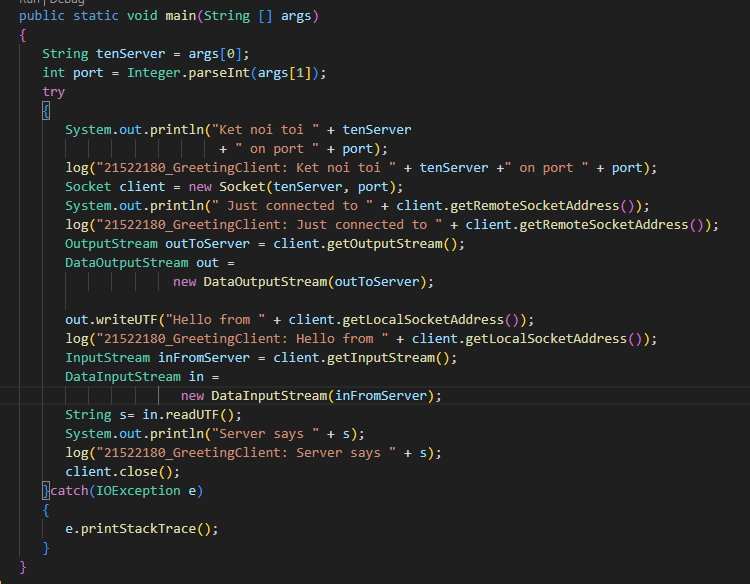 Run | Debug
public static void main(String [] args)
{
String tenServer = args[0];
int port = Integer.parseInt(args[1]);
try
{
System.out.println("Ket noi toi " + tenServer
+ " on port " + port);
log("21522180_GreetingClient: Ket noi toi " + tenServer +" on port " + port);
Socket client = new Socket(tenServer, port);
System.out.println(" Just connected to " + client.getRemoteSocketAddress());
log("21522180_GreetingClient: Just connected to " + client.getRemoteSocketAddress());
OutputStream outToServer = client.getOutputStream();
DataOutputStream out =
new DataOutputStream(outToServer);
out.writeUTF("Hello from " + client.getLocalSocketAddress());
log("21522180_GreetingClient: Hello from " + client.getLocalSocketAddress());
InputStream inFromServer = client.getInputStream();
DataInputStream in =
new DataInputStream(inFromServer);
String s= in.readUTF();
System.out.println("Server says " + s);
log("21522180_GreetingClient: Server says " + s);
client.close();
}catch(IOException e)
{
e.printStackTrace();
}
}